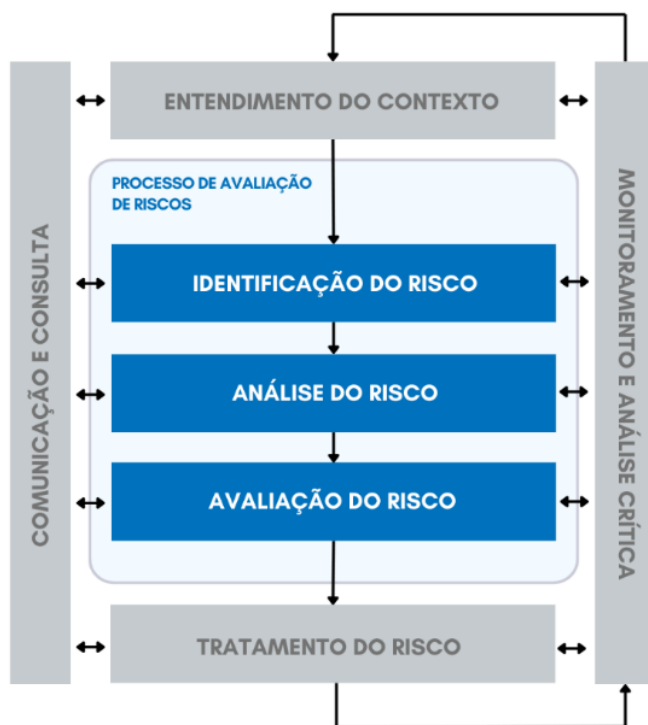 ENTENDIMENTO DO CONTEXTO
PROCESSO DE AVALIAÇÃO
DE RISCOS
IDENTIFICAÇÃO DO RISCO
ANÁLISE DO RISCO
AVALIAÇÃO DO RISCO
TRATAMENTO DO RISCO
COMUNICAÇÃO E CONSULTA
MONITORAMENTO E ANÁLISE CRÍTICA